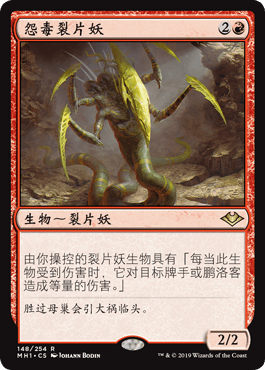 怨毒裂片妖 2
生物～裂片妖
由你操控的裂片妖生物具有「每当此生
物受到伤害时，它对目标牌手或鹏洛客
造成等量的伤害。」
胜过母巢会引大祸临头。
2/2
148/254 R
MH1 • CS JOHANN BODIN
™ & © 2019 Wizards of the Coast